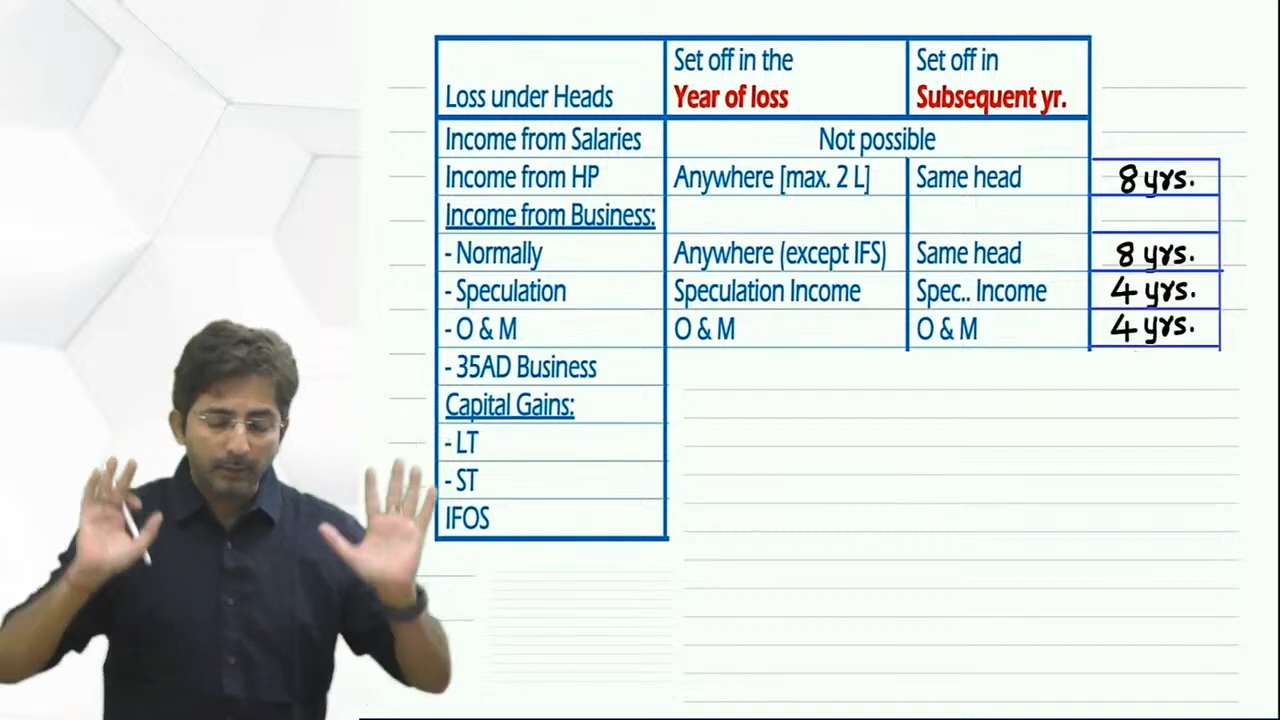 Loss under Heads
Set off in the
Year of loss
Set off in
Subsequent yr.
Income from Salaries Not possible
Income from HP Anywhere [max. 2 L] Same head 8 yrs.
Income from Business:
- Normally Anywhere (except IFS) Same head 8 yrs.
- Speculation Speculation Income Spec.. Income 4 yrs.
- O & M O & M O & M 4 yrs.
- 35AD Business
Capital Gains:
- LT
- ST
IFOS